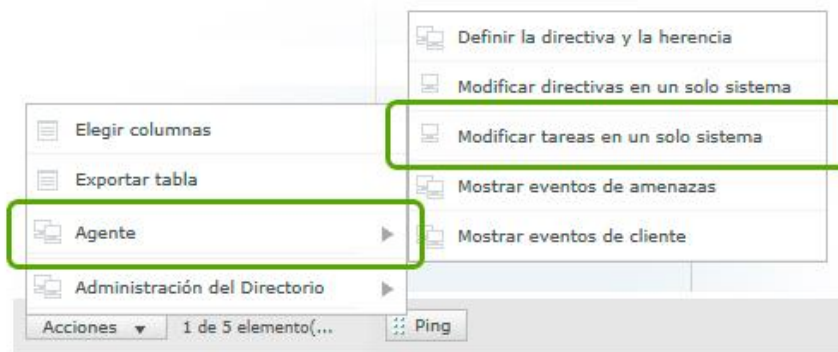 Definir la directiva y la herencia
Modificar directivas en un solo sistema
Modificar tareas en un solo sistema
Mostrar eventos de amenazas
Mostrar eventos de cliente
Elegir columnas
Exportar tabla
Agente
Administración del Directorio
Acciones
1 de 5 elemento(...
Ping